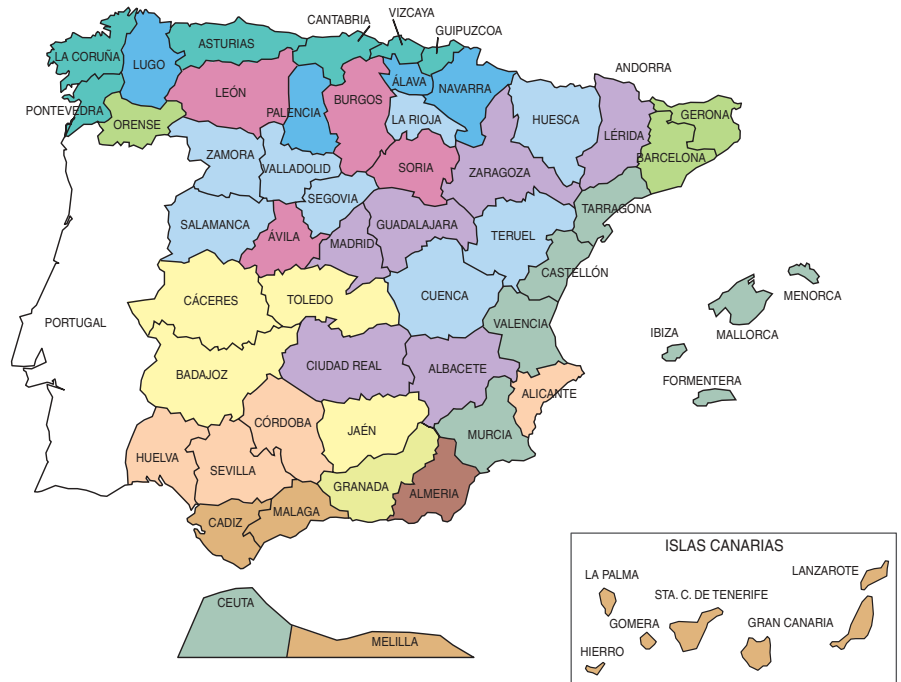 CANTABRIA
VIZCAYA
GUIPUZCOA
LA CORUÑA
LUGO
ASTURIAS
ANDORRA
LEÓN
PALENCIA
BURGOS
ÁLAVA
NAVARRA
PONTEVEDRA
ORENSE
LA RIOJA
HUESCA
LÉRIDA
GERONA
BARCELONA
ZAMORA
VALLADOLID
SORIA
ZARAGOZA
SEGOVIA
TARRAGONA
SALAMANCA
ÁVILA
MADRID
GUADALAJARA
TERUEL
CASTELLÓN
CÁCERES
TOLEDO
CUENCA
MENORCA
PORTUGAL
VALENCIA
IBIZA
MALLORCA
BADAJOZ
CIUDAD REAL
ALBACETE
FORMENTERA
ALICANTE
CÓRDOBA
JAÉN
MURCIA
HUELVA
SEVILLA
GRANADA
ALMERIA
CADIZ
MALAGA
ISLAS CANARIAS
LA PALMA
LANZAROTE
STA. C. DE TENERIFE
GOMERA
GRAN CANARIA
HIERRO
CEUTA
MELILLA